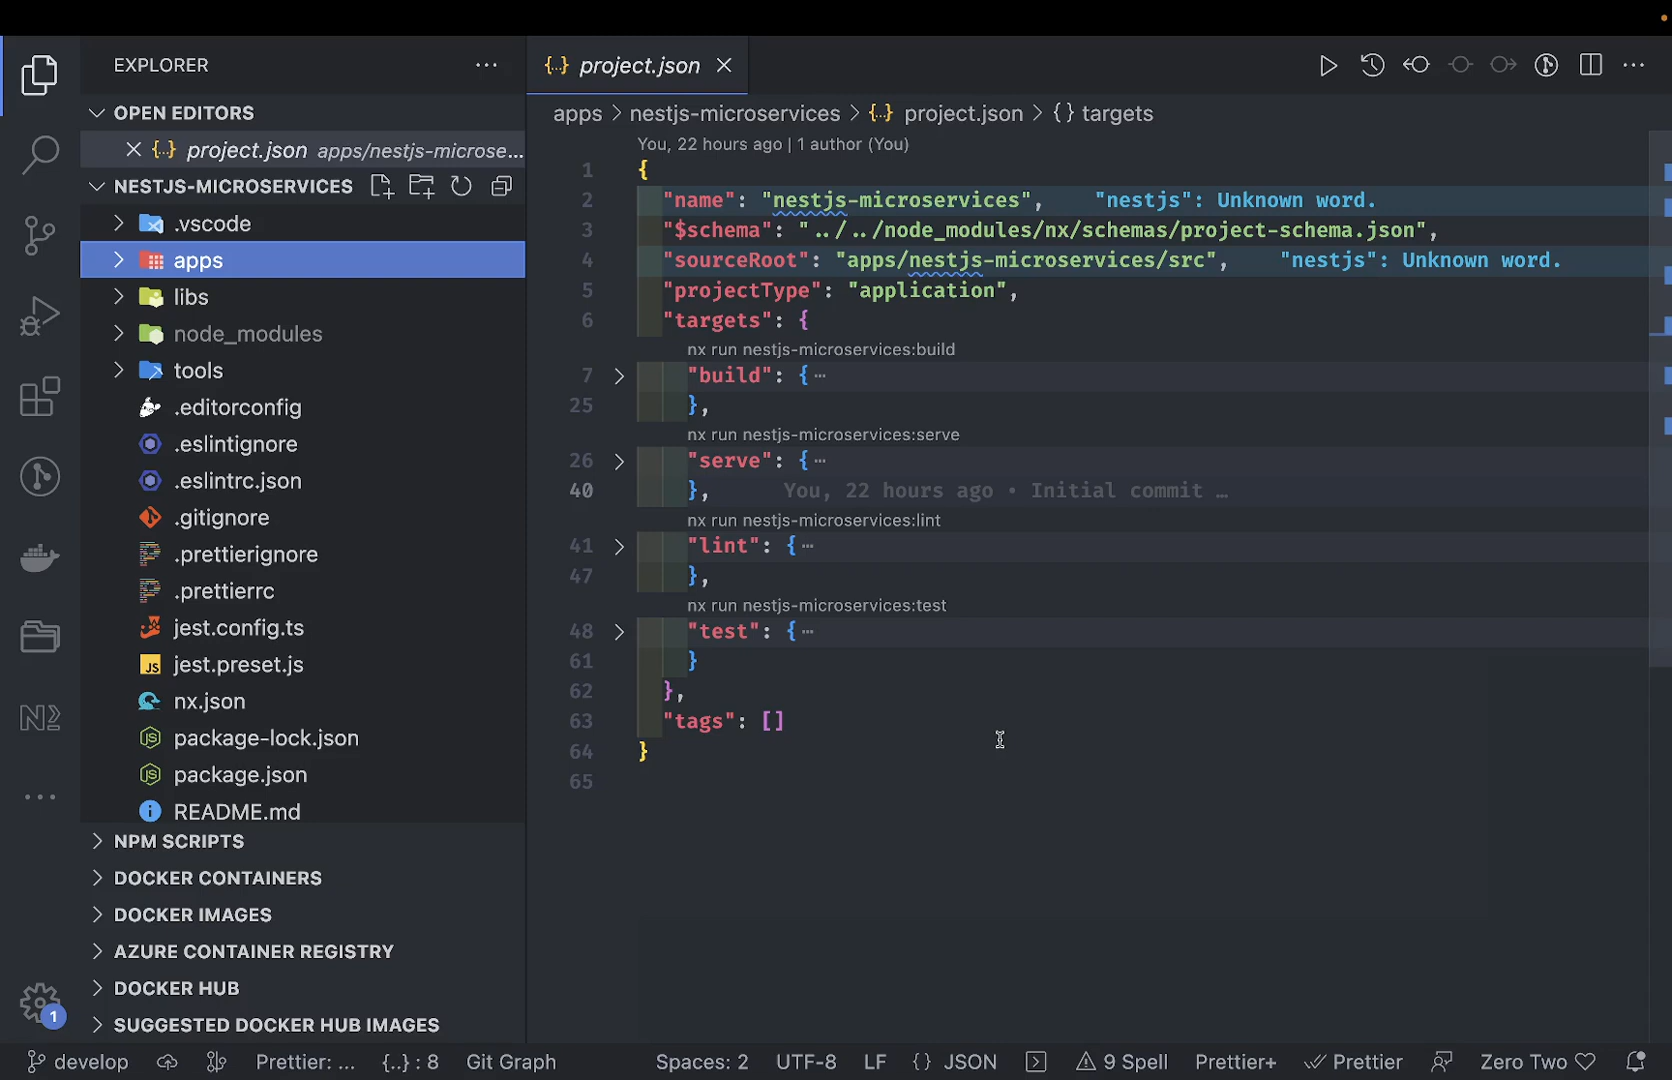 EXPLORER
OPEN EDITORS
project.json apps/nestjs-microse...
NESTJS-MICROSERVICES
.vscode
apps
libs
node_modules
tools
.editorconfig
.eslintignore
.eslintrc.json
.gitignore
.prettierignore
.prettierrc
jest.config.ts
JS jest.preset.js
nx.json
package-lock.json
package.json
README.md
NPM SCRIPTS
DOCKER CONTAINERS
DOCKER IMAGES
AZURE CONTAINER REGISTRY
DOCKER HUB
SUGGESTED DOCKER HUB IMAGES
1
{..} project.json
apps > nestjs-microservices > {..} project.json > {} targets
You, 22 hours ago | 1 author (You)
1 {
2 "name": "nestjs-microservices", "nestjs": Unknown word.
3 "$schema": "../../node_modules/nx/schemas/project-schema.json",
4 "sourceRoot": "apps/nestjs-microservices/src", "nestjs": Unknown word.
5 "projectType": "application",
6 "targets": {
nx run nestjs-microservices:build
7 "build": { ⋯
25 },
nx run nestjs-microservices:serve
26 "serve": { ⋯
40 }, You, 22 hours ago • Initial commit …
nx run nestjs-microservices:lint
41 "lint": { ⋯
47 },
nx run nestjs-microservices:test
48 "test": { ⋯
61 }
62 },
63 "tags": []
64 }
65
develop Prettier: ... {..} : 8 Git Graph Spaces: 2 UTF-8 LF {} JSON 9 Spell Prettier+ Prettier Zero Two